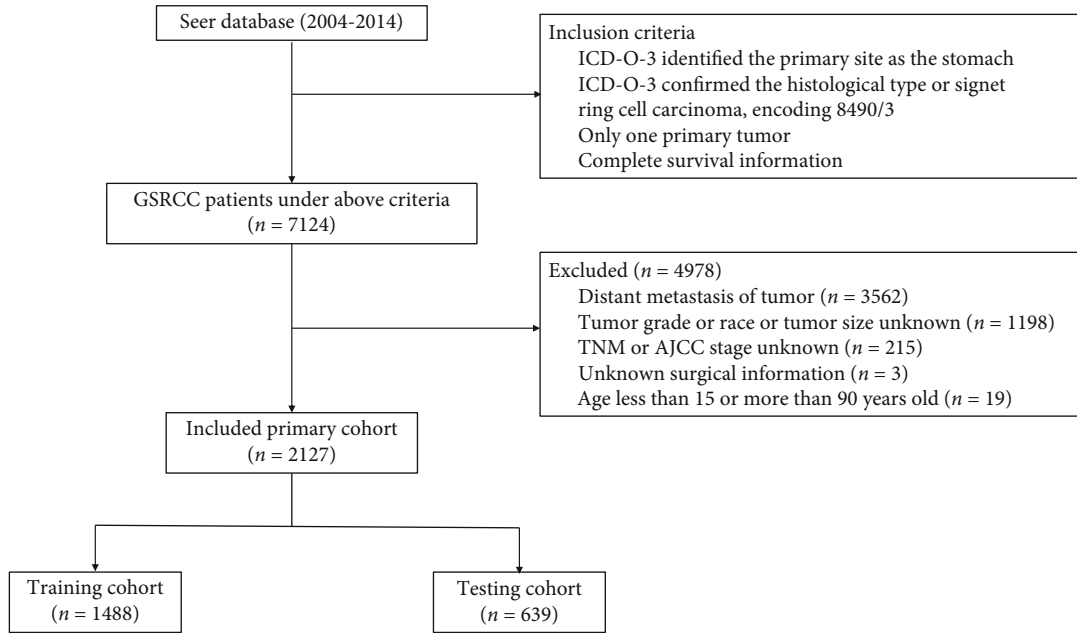 Seer database (2004-2014)
Inclusion criteria
ICD-O-3 identified the primary site as the stomach
ICD-O-3 confirmed the histological type or signet
ring cell carcinoma, encoding 8490/3
Only one primary tumor
Complete survival information
GSRCC patients under above criteria
(n = 7124)
Excluded (n = 4978)
Distant metastasis of tumor (n = 3562)
Tumor grade or race or tumor size unknown (n = 1198)
TNM or AJCC stage unknown (n = 215)
Unknown surgical information (n = 3)
Age less than 15 or more than 90 years old (n = 19)
Included primary cohort
(n = 2127)
Training cohort
(n = 1488)
Testing cohort
(n = 639)